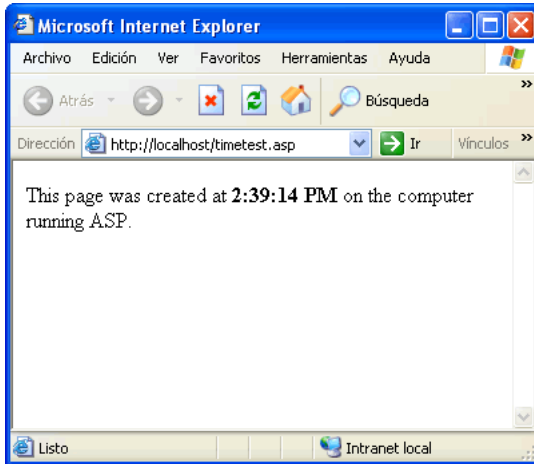 Microsoft Internet Explorer
Archivo Edición Ver Favoritos Herramientas Ayuda
Atrás Búsqueda »
Dirección http://localhost/timetest.asp Ir Vínculos »
This page was created at 2:39:14 PM on the computer
running ASP.
Listo Intranet local